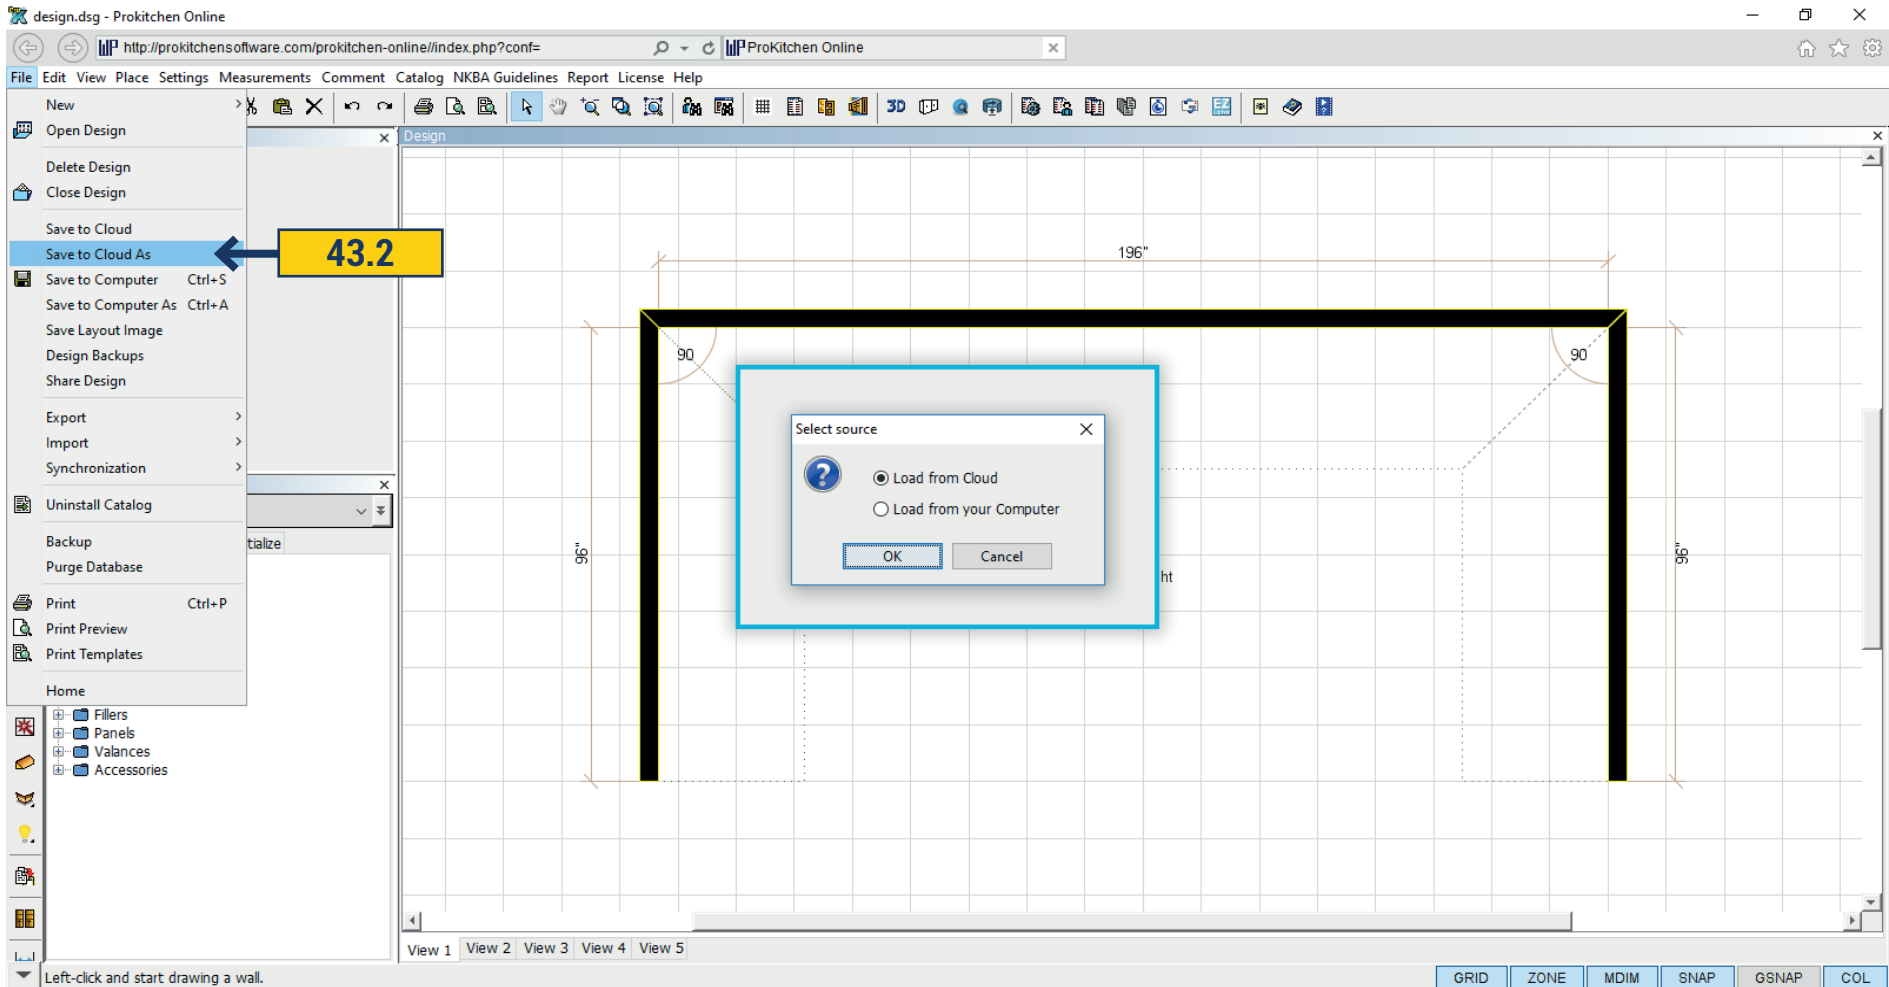 design.dsg - Prokitchen Online
http://prokitchensoftware.com/prokitchen-online//index.php?conf=
ProKitchen Online
File Edit View Place Settings Measurements Comment Catalog NKBA Guidelines Report License Help
New
Open Design
Delete Design
Close Design
Save to Cloud
Save to Cloud As
Save to Computer Ctrl+S
Save to Computer As Ctrl+A
Save Layout Image
Design Backups
Share Design
Export
Import
Synchronization
Uninstall Catalog
Backup
Purge Database
Print Ctrl+P
Print Preview
Print Templates
Home
43.2
3D
EZ
Design
196"
90
90
96"
96"
ht
Select source
Load from Cloud
Load from your Computer
OK Cancel
tialize
Fillers
Panels
Valances
Accessories
View 1 View 2 View 3 View 4 View 5
Left-click and start drawing a wall.
GRID ZONE MDIM SNAP GSNAP COL